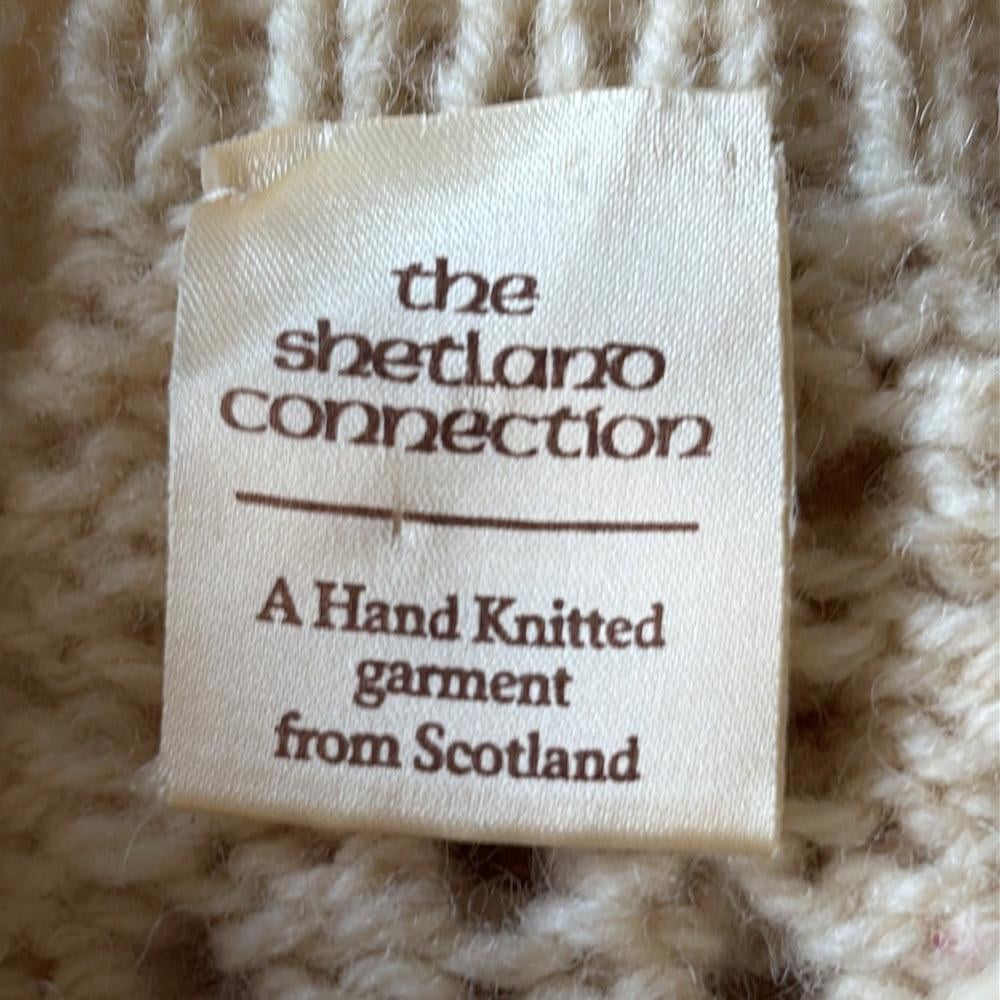 the
shetland
connection
A Hand Knitted
garment
from Scotland